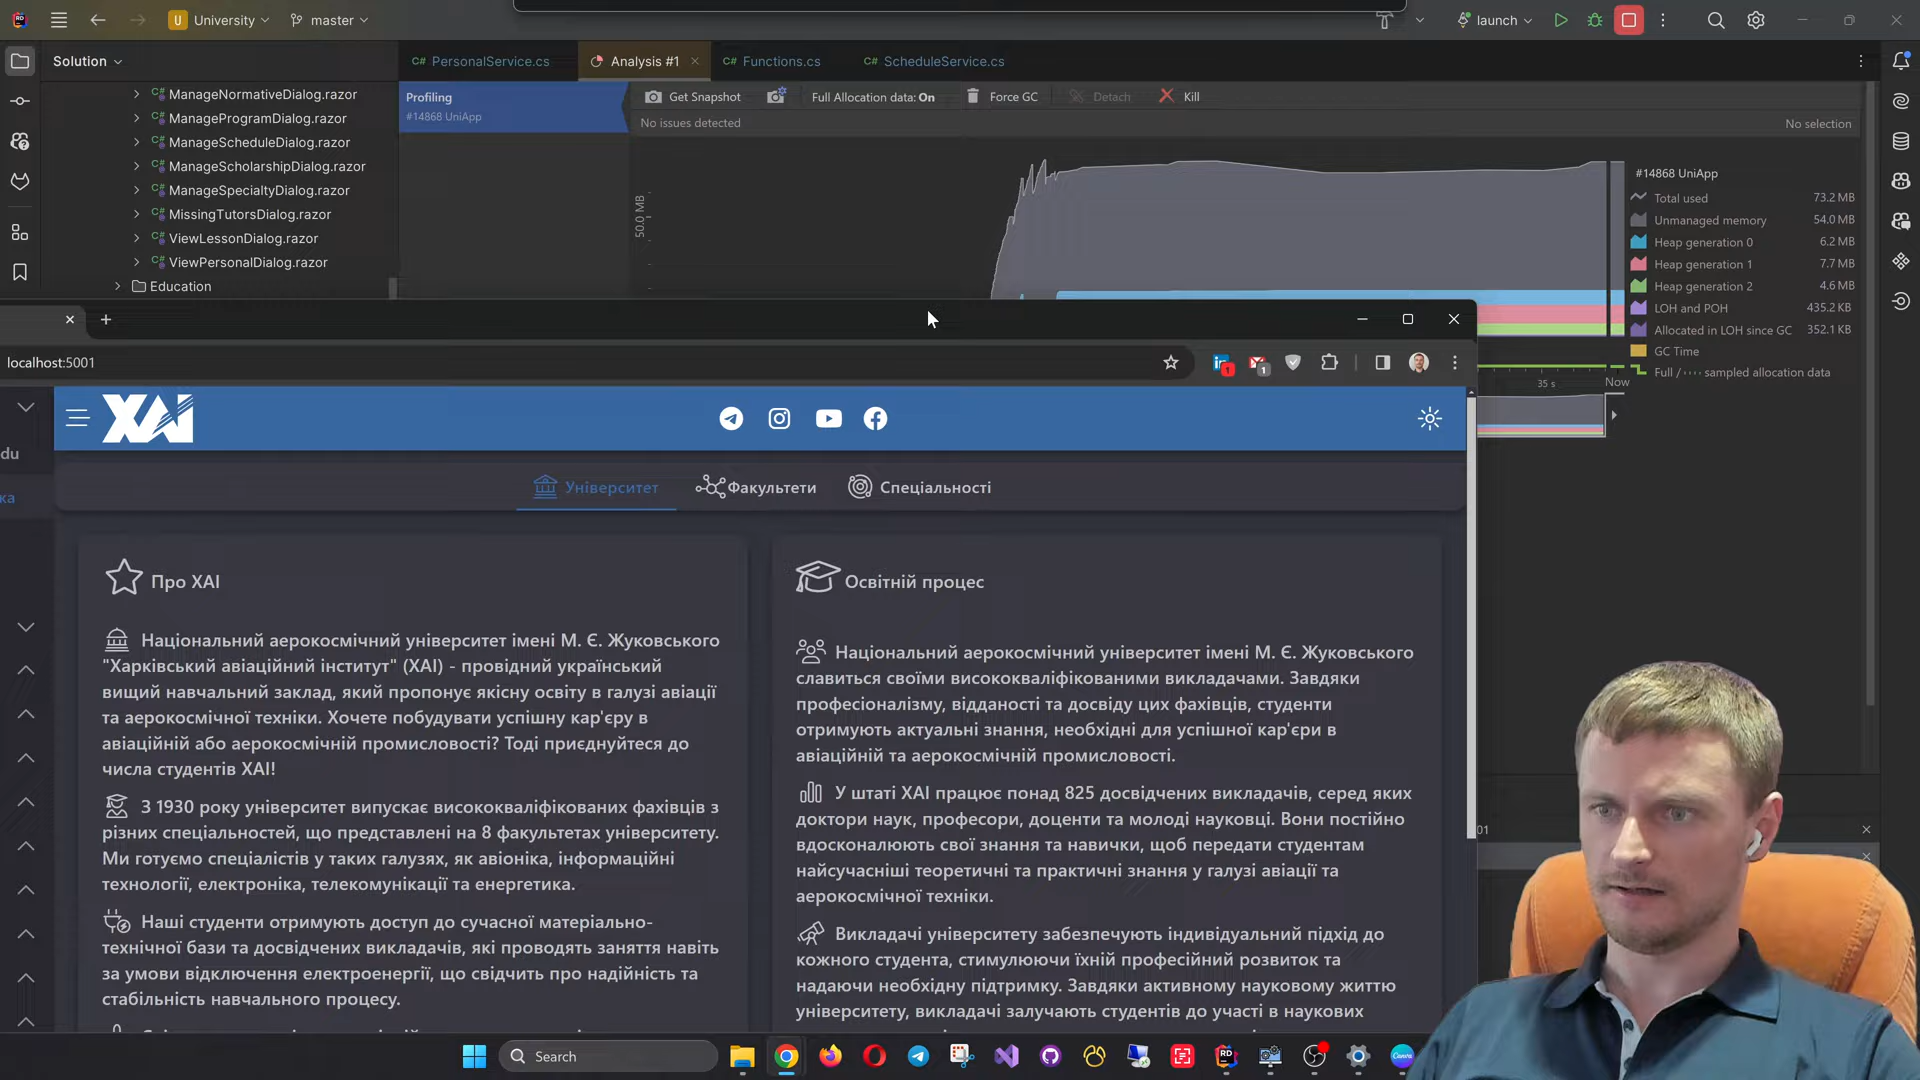 U University
master
launch
Solution
C# PersonalService.cs
Analysis #1
C# Functions.cs
C# ScheduleService.cs
C# ManageNormativeDialog.razor
C# ManageProgramDialog.razor
C# ManageScheduleDialog.razor
C# ManageScholarshipDialog.razor
C# ManageSpecialtyDialog.razor
C# MissingTutorsDialog.razor
C# ViewLessonDialog.razor
C# ViewPersonalDialog.razor
Education
Profiling
#14868 UniApp
Get Snapshot
Full Allocation data: On
Force GC
Detach
Kill
No issues detected
No selection
50.0 MB
#14868 UniApp
Total used 73.2 MB
Unmanaged memory 54.0 MB
Heap generation 0 6.2 MB
Heap generation 1 7.7 MB
Heap generation 2 4.6 MB
LOH and POH 435.2 KB
Allocated in LOH since GC 352.1 KB
GC Time
Full / sampled allocation data
35 s
Now
localhost:5001
1
1
du
ка
XAI
Університет
Факультети
Спеціальності
Про ХАІ
Національний аерокосмічний університет імені М. Є. Жуковського
"Харківський авіаційний інститут" (ХАІ) - провідний український
вищий навчальний заклад, який пропонує якісну освіту в галузі авіації
та аерокосмічної техніки. Хочете побудувати успішну кар'єру в
авіаційній або аерокосмічній промисловості? Тоді приєднуйтеся до
числа студентів ХАІ!
З 1930 року університет випускає висококваліфікованих фахівців з
різних спеціальностей, що представлені на 8 факультетах університету.
Ми готуємо спеціалістів у таких галузях, як авіоніка, інформаційні
технології, електроніка, телекомунікації та енергетика.
Наші студенти отримують доступ до сучасної матеріально-
технічної бази та досвідчених викладачів, які проводять заняття навіть
за умови відключення електроенергії, що свідчить про надійність та
стабільність навчального процесу.
Освітній процес
Національний аерокосмічний університет імені М. Є. Жуковського
славиться своїми висококваліфікованими викладачами. Завдяки
професіоналізму, відданості та досвіду цих фахівців, студенти
отримують актуальні знання, необхідні для успішної кар'єри в
авіаційній та аерокосмічній промисловості.
У штаті ХАІ працює понад 825 досвідчених викладачів, серед яких
доктори наук, професори, доценти та молоді науковці. Вони постійно
вдосконалюють свої знання та навички, щоб передати студентам
найсучасніші теоретичні та практичні знання у галузі авіації та
аерокосмічної техніки.
Викладачі університету забезпечують індивідуальний підхід до
кожного студента, стимулюючи їхній професійний розвиток та
надаючи необхідну підтримку. Завдяки активному науковому життю
університету, викладачі залучають студентів до участі в наукових
01
Search
RD
Canva